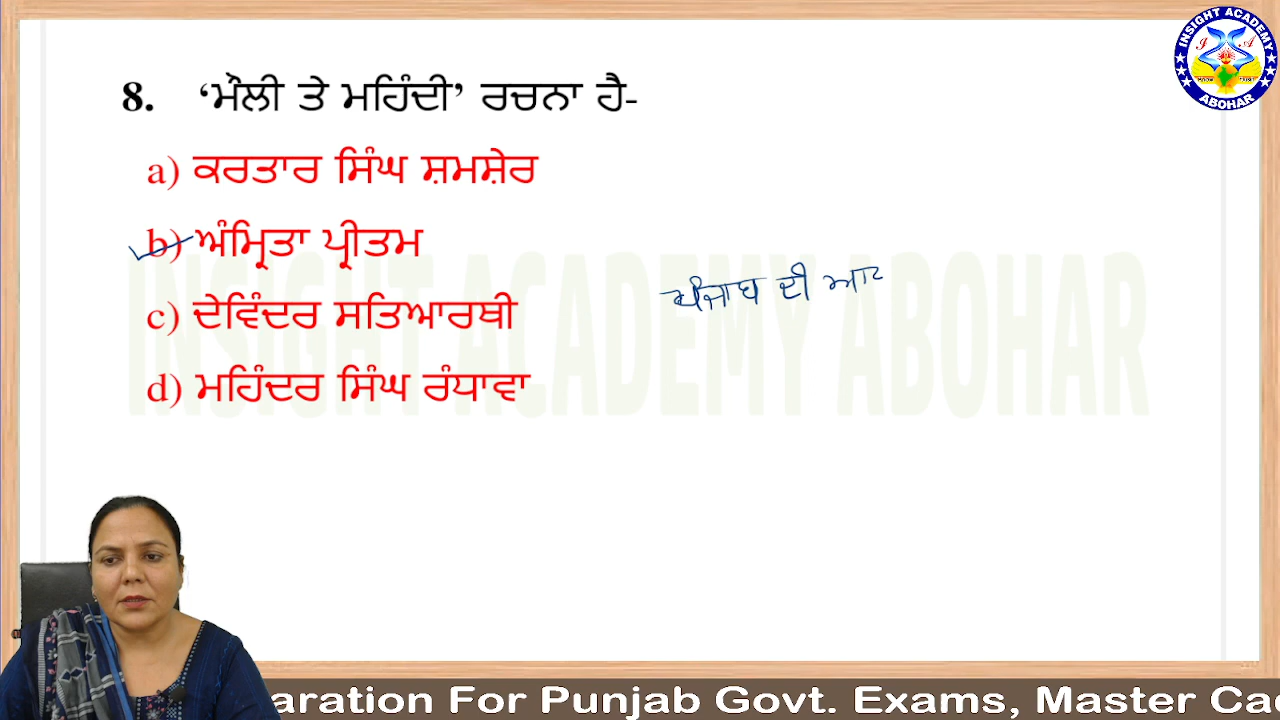 INSIGHT ACADEMY
I A
ABOHAR
8. ‘ਮੌਲੀ ਤੇ ਮਹਿੰਦੀ’ ਰਚਨਾ ਹੈ-
a) ਕਰਤਾਰ ਸਿੰਘ ਸ਼ਮਸ਼ੇਰ
b) ਅੰਮ੍ਰਿਤਾ ਪ੍ਰੀਤਮ
ਪੰਜਾਬ ਦੀ ਆਵਾ
c) ਦੇਵਿੰਦਰ ਸਤਿਆਰਥੀ
d) ਮਹਿੰਦਰ ਸਿੰਘ ਰੰਧਾਵਾ
INSIGHT ACADEMY ABOHAR
aration For Punjab Govt. Exams, Master Ca